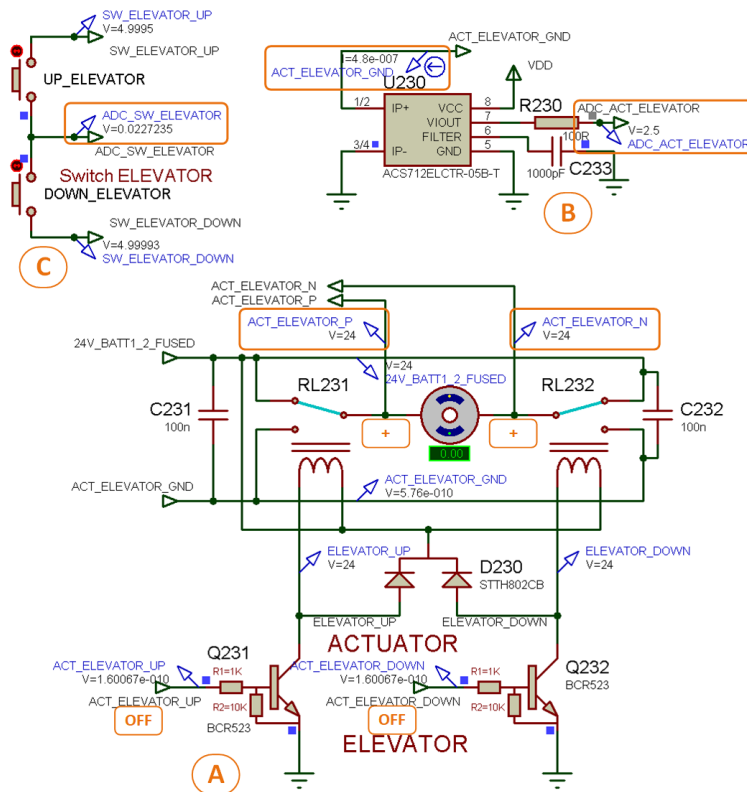 SW_ELEVATOR_UP
V=4.9995
SW_ELEVATOR_UP
UP_ELEVATOR
ADC_SW_ELEVATOR
V=0.0227235
ADC_SW_ELEVATOR
Switch ELEVATOR
DOWN_ELEVATOR
SW_ELEVATOR_DOWN
V=4.99993
SW_ELEVATOR_DOWN
C
ACT_ELEVATOR_GND
I=4.8e-007
ACT_ELEVATOR_GND
U230
VDD
1/2
IP+
VCC
8
VIOUT
7
FILTER
6
3/4
IP-
GND
5
ACS712ELCTR-05B-T
R230
100R
ADC_ACT_ELEVATOR
V=2.5
ADC_ACT_ELEVATOR
C233
1000pF
B
ACT_ELEVATOR_N
ACT_ELEVATOR_P
ACT_ELEVATOR_P
V=24
ACT_ELEVATOR_N
V=24
24V_BATT1_2_FUSED
V=24
24V_BATT1_2_FUSED
C231
100n
RL231
RL232
C232
100n
+
+
0.00
ACT_ELEVATOR_GND
ACT_ELEVATOR_GND
V=5.76e-010
ELEVATOR_UP
V=24
D230
STTH802CB
ELEVATOR_DOWN
V=24
ELEVATOR_UP
ELEVATOR_DOWN
ACTUATOR
Q231
ACT_ELEVATOR_UP
V=1.60067e-010
ACT_ELEVATOR_UP
OFF
R1=1K
R2=10K
BCR523
ACT_ELEVATOR_DOWN
V=1.60067e-010
ACT_ELEVATOR_DOWN
OFF
R1=1K
R2=10K
Q232
BCR523
ELEVATOR
A